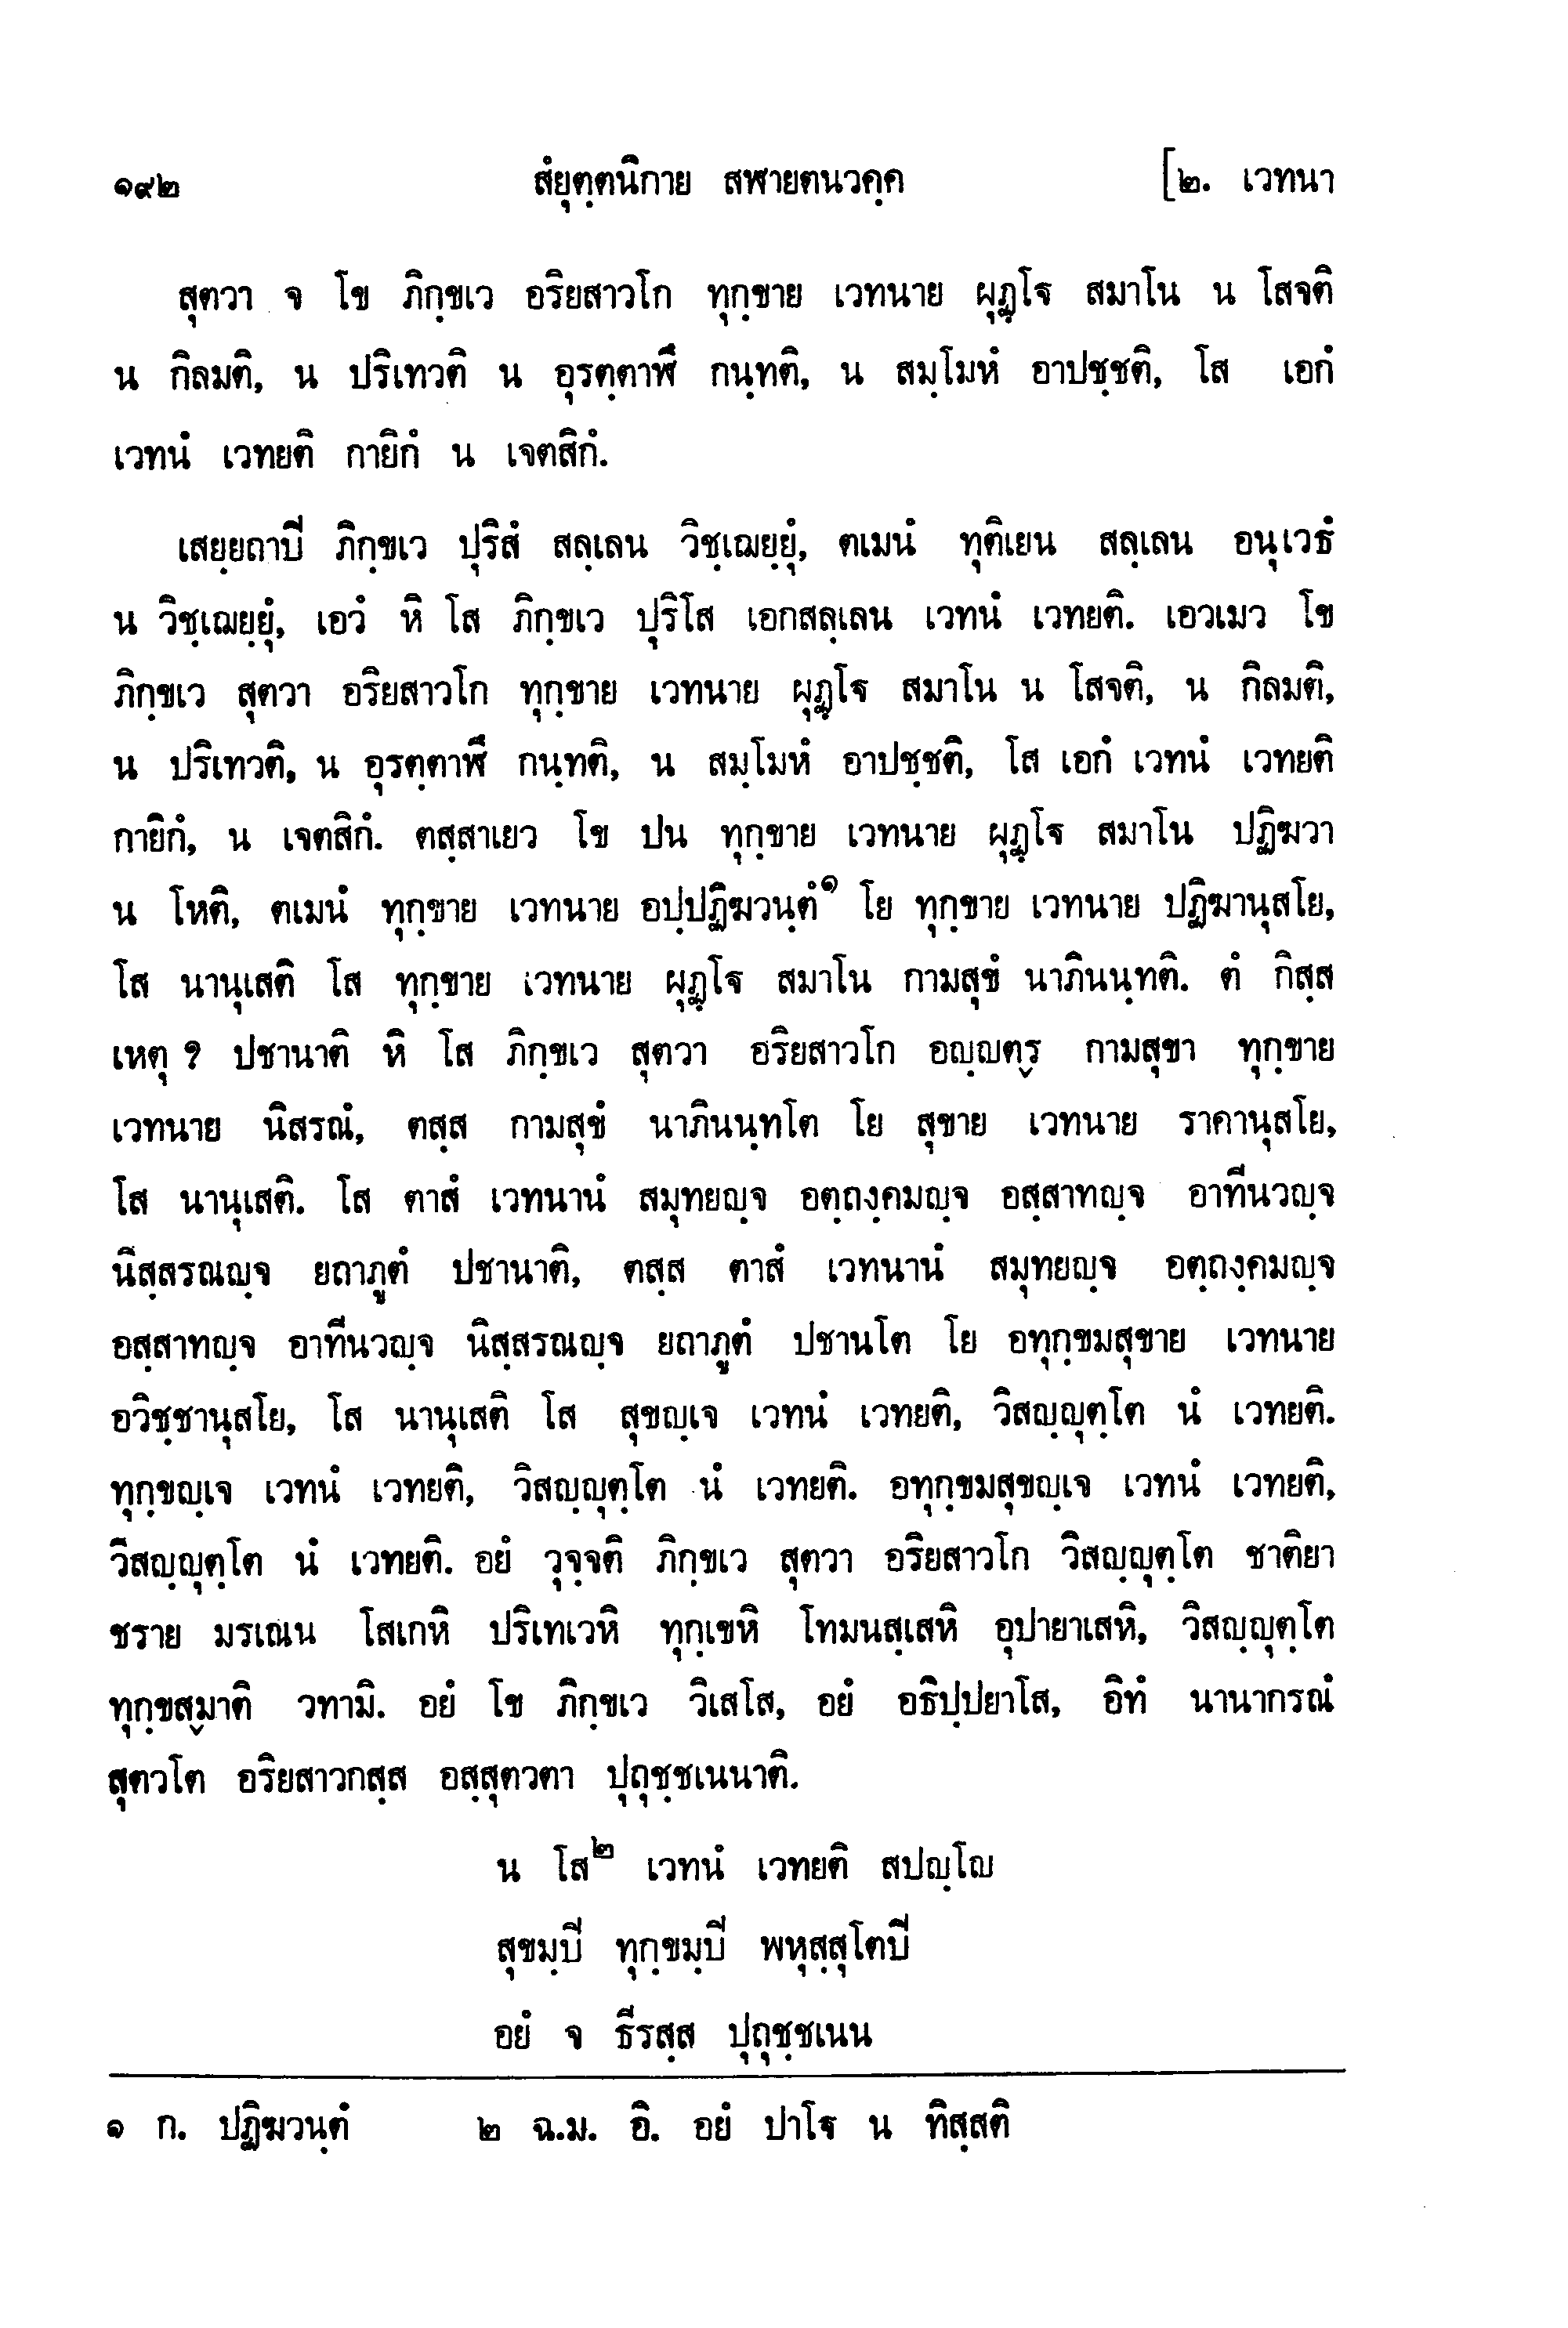 ๑๙๒ สํยุตฺตนิกาย สฬายตนวคฺค [๒. เวทนา
สุตวา จ โข ภิกฺขเว อริยสาวโก ทุกฺขาย เวทนาย ผุฏฺโฐ สมาโน น โสจติ
น กิลมติ, น ปริเทวติ น อุรตฺตาฬึ กนฺทติ, น สมฺโมหํ อาปชฺชติ, โส เอกํ
เวทนํ เวทยติ กายิกํ น เจตสิกํ.
เสยฺยถาปี ภิกฺขเว ปุริสํ สลฺเลน วิชฺเฌยฺยุํ, ตเมนํ ทุติเยน สลฺเลน อนุเวธํ
น วิชฺเฌยฺยุํ, เอวํ หิ โส ภิกฺขเว ปุริโส เอกสลฺเลน เวทนํ เวทยติ. เอวเมว โข
ภิกฺขเว สุตวา อริยสาวโก ทุกฺขาย เวทนาย ผุฏฺโฐ สมาโน น โสจติ, น กิลมติ,
น ปริเทวติ, น อุรตฺตาฬึ กนฺทติ, น สมฺโมหํ อาปชฺชติ, โส เอกํ เวทนํ เวทยติ
กายิกํ, น เจตสิกํ. ตสฺสาเยว โข ปน ทุกฺขาย เวทนาย ผุฏฺโฐ สมาโน ปฏิฆวา
น โหติ, ตเมนํ ทุกฺขาย เวทนาย อปฺปฏิฆวนฺตํ๑ โย ทุกฺขาย เวทนาย ปฏิฆานุสโย,
โส นานุเสติ โส ทุกฺขาย เวทนาย ผุฏฺโฐ สมาโน กามสุขํ นาภินนฺทติ. ตํ กิสฺส
เหตุ ? ปชานาติ หิ โส ภิกฺขเว สุตวา อริยสาวโก อญฺญตฺร กามสุขา ทุกฺขาย
เวทนาย นิสรณํ, ตสฺส กามสุขํ นาภินนฺทโต โย สุขาย เวทนาย ราคานุสโย,
โส นานุเสติ. โส ตาสํ เวทนานํ สมุทยญฺจ อตฺถงฺคมญฺจ อสฺสาทญฺจ อาทีนวญฺจ
นิสฺสรณญฺจ ยถาภูตํ ปชานาติ, ตสฺส ตาสํ เวทนานํ สมุทยญฺจ อตฺถงฺคมญฺจ
อสฺสาทญฺจ อาทีนวญฺจ นิสฺสรณญฺจ ยถาภูตํ ปชานโต โย อทุกฺขมสุขาย เวทนาย
อวิชฺชานุสโย, โส นานุเสติ โส สุขญฺเจ เวทนํ เวทยติ, วิสญฺญุตฺโต นํ เวทยติ.
ทุกฺขญฺเจ เวทนํ เวทยติ, วิสญฺญุตฺโต นํ เวทยติ. อทุกฺขมสุขญฺเจ เวทนํ เวทยติ,
วิสญฺญุตฺโต นํ เวทยติ. อยํ วุจฺจติ ภิกฺขเว สุตวา อริยสาวโก วิสญฺญุตฺโต ชาติยา
ชราย มรเณน โสเกหิ ปริเทเวหิ ทุกฺเขหิ โทมนสฺเสหิ อุปายาเสหิ, วิสญฺญุตฺโต
ทุกฺขสฺมาติ วทามิ. อยํ โข ภิกฺขเว วิเสโส, อยํ อธิปฺปยาโส, อิทํ นานากรณํ
สุตวโต อริยสาวกสฺส อสฺสุตวตา ปุถุชฺชเนนาติ.
น โส๒ เวทนํ เวทยติ สปญฺโญ
สุขมฺปี ทุกฺขมฺปี พหุสฺสุโตปี
อยํ จ ธีรสฺส ปุถุชฺชเนน
๑ ก. ปฏิฆวนฺตํ ๒ ฉ.ม. อิ. อยํ ปาโฐ น ทิสฺสติ